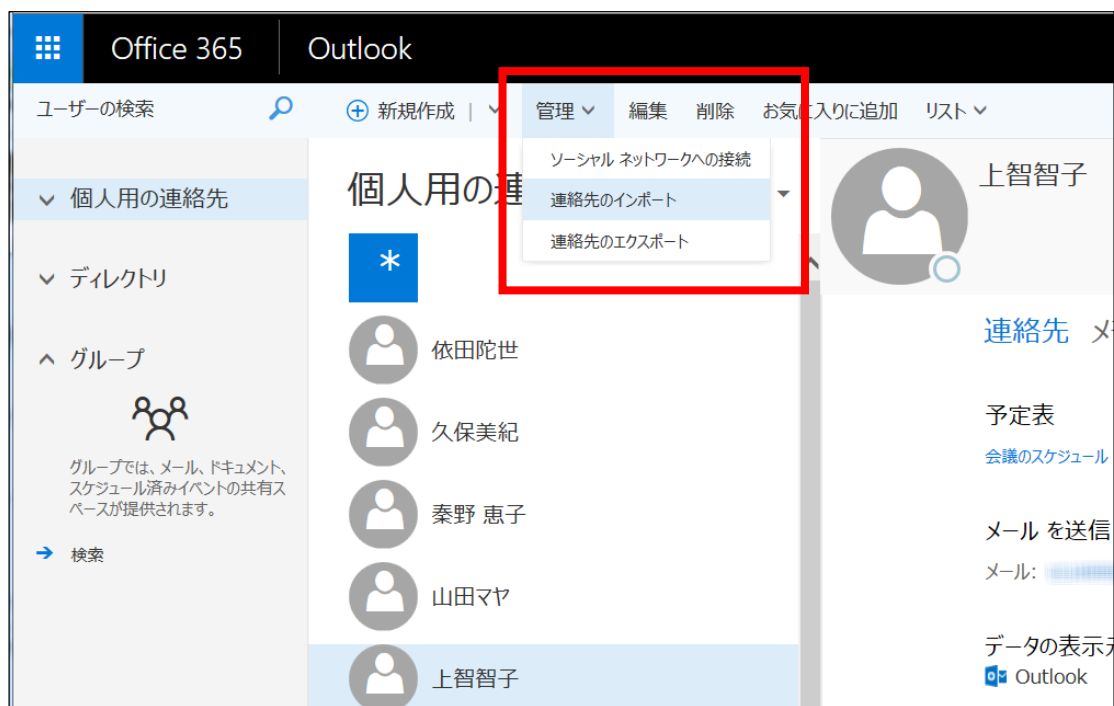 Office 365
Outlook
ユーザーの検索
新規作成
管理
編集
削除
お気に入りに追加
リスト
ソーシャル ネットワークへの接続
連絡先のインポート
連絡先のエクスポート
個人用の連絡先
ディレクトリ
グループ
グループでは、メール、ドキュメント、
スケジュール済みイベントの共有ス
ペースが提供されます。
検索
個人用の
*
依田陀世
久保美紀
秦野 恵子
山田マヤ
上智智子
上智智子
連絡先
予定表
会議のスケジュール
メール を送信
メール:
データの表示
Outlook